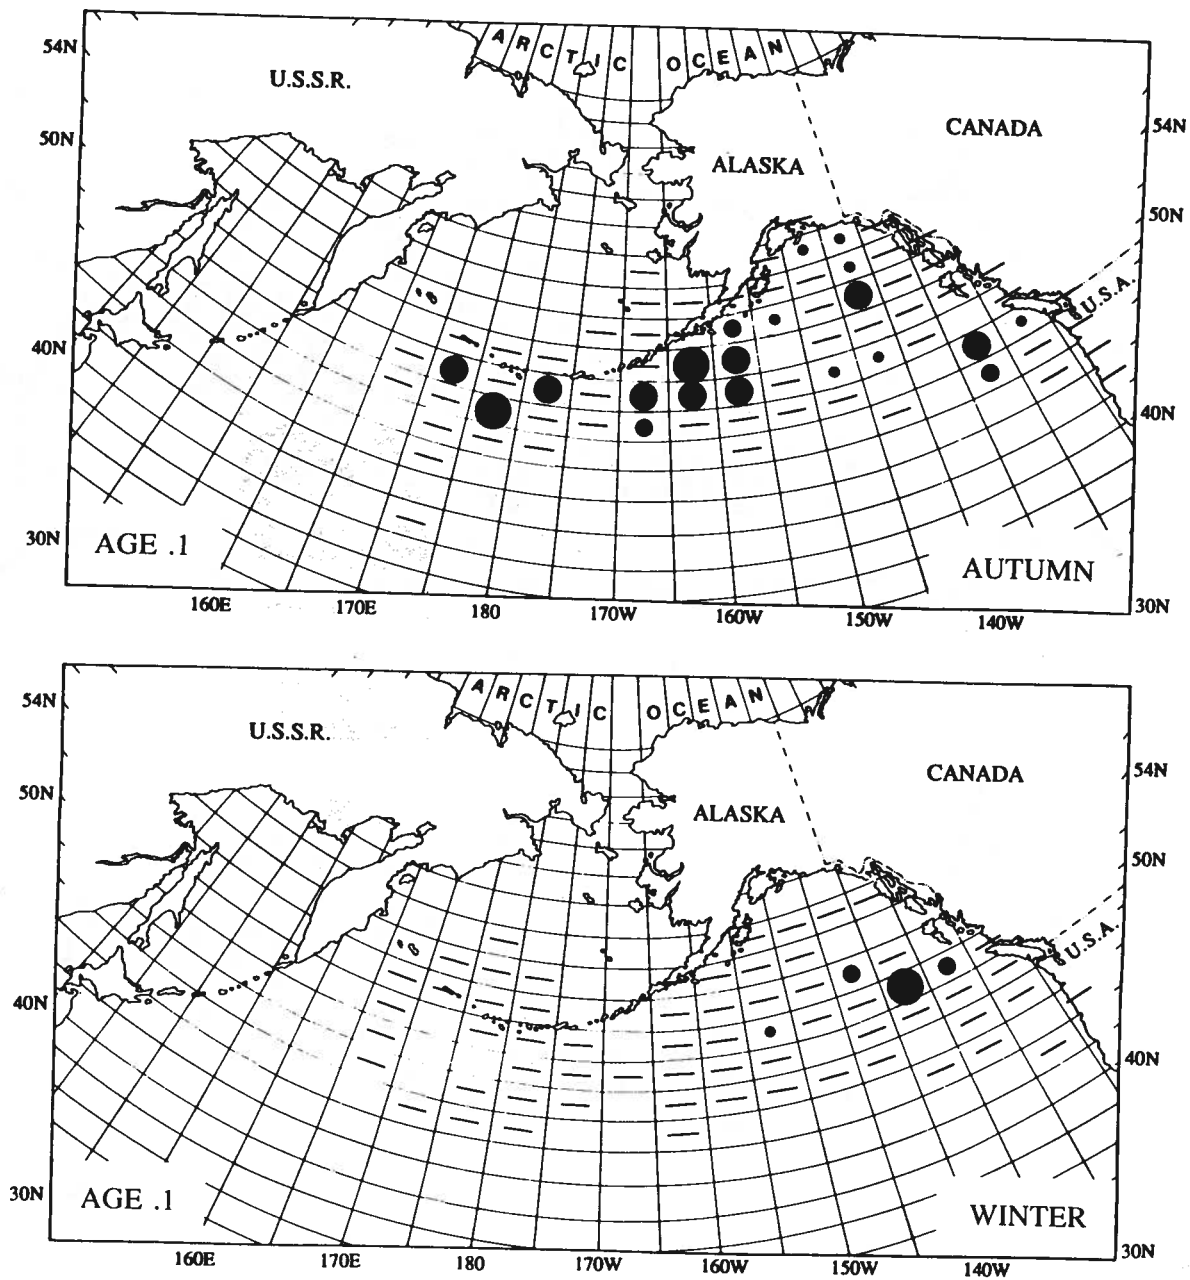 ARCTIC OCEAN
54N
U.S.S.R.
CANADA
54N
50N
ALASKA
50N
U.S.A.
40N
40N
30N
AGE .1
AUTUMN
30N
160E 170E 180 170W 160W 150W 140W
ARCTIC OCEAN
54N
U.S.S.R.
CANADA
54N
50N
ALASKA
50N
U.S.A.
40N
40N
30N
AGE .1
WINTER
30N
160E 170E 180 170W 160W 150W 140W